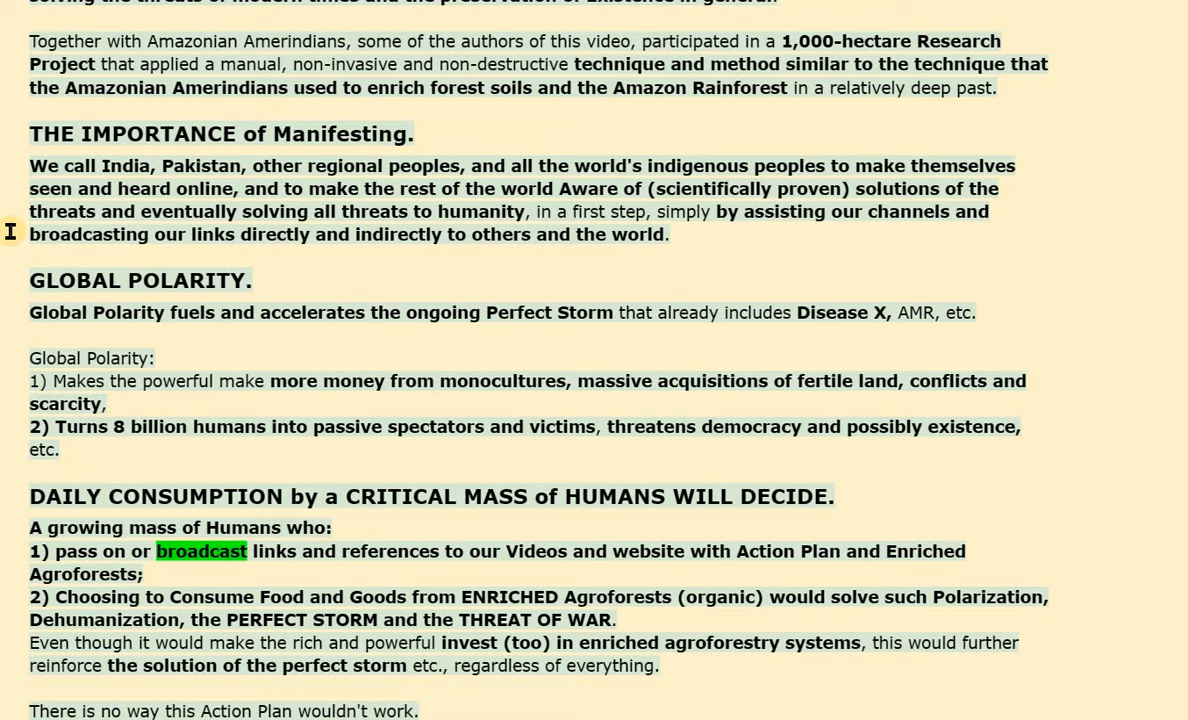 solving the threats of modern times and the preservation of Existence in general.
Together with Amazonian Amerindians, some of the authors of this video, participated in a 1,000-hectare Research
Project that applied a manual, non-invasive and non-destructive technique and method similar to the technique that
the Amazonian Amerindians used to enrich forest soils and the Amazon Rainforest in a relatively deep past.
THE IMPORTANCE of Manifesting.
We call India, Pakistan, other regional peoples, and all the world's indigenous peoples to make themselves
seen and heard online, and to make the rest of the world Aware of (scientifically proven) solutions of the
threats and eventually solving all threats to humanity, in a first step, simply by assisting our channels and
broadcasting our links directly and indirectly to others and the world.
GLOBAL POLARITY.
Global Polarity fuels and accelerates the ongoing Perfect Storm that already includes Disease X, AMR, etc.
Global Polarity:
1) Makes the powerful make more money from monocultures, massive acquisitions of fertile land, conflicts and
scarcity,
2) Turns 8 billion humans into passive spectators and victims, threatens democracy and possibly existence,
etc.
DAILY CONSUMPTION by a CRITICAL MASS of HUMANS WILL DECIDE.
A growing mass of Humans who:
1) pass on or broadcast links and references to our Videos and website with Action Plan and Enriched
Agroforests;
2) Choosing to Consume Food and Goods from ENRICHED Agroforests (organic) would solve such Polarization,
Dehumanization, the PERFECT STORM and the THREAT OF WAR.
Even though it would make the rich and powerful invest (too) in enriched agroforestry systems, this would further
reinforce the solution of the perfect storm etc., regardless of everything.
There is no way this Action Plan wouldn't work.